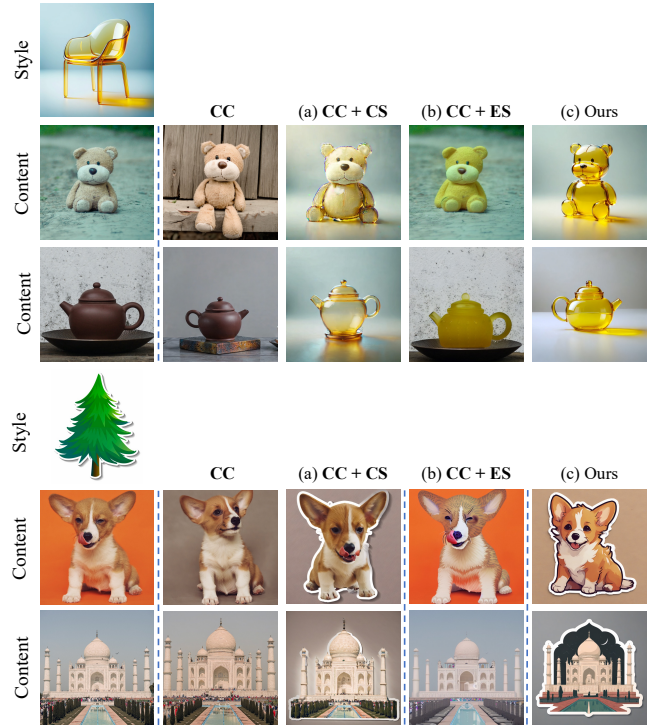 Style
CC
(a) CC + CS
(b) CC + ES
(c) Ours
Content
Content
Style
CC
(a) CC + CS
(b) CC + ES
(c) Ours
Content
Content